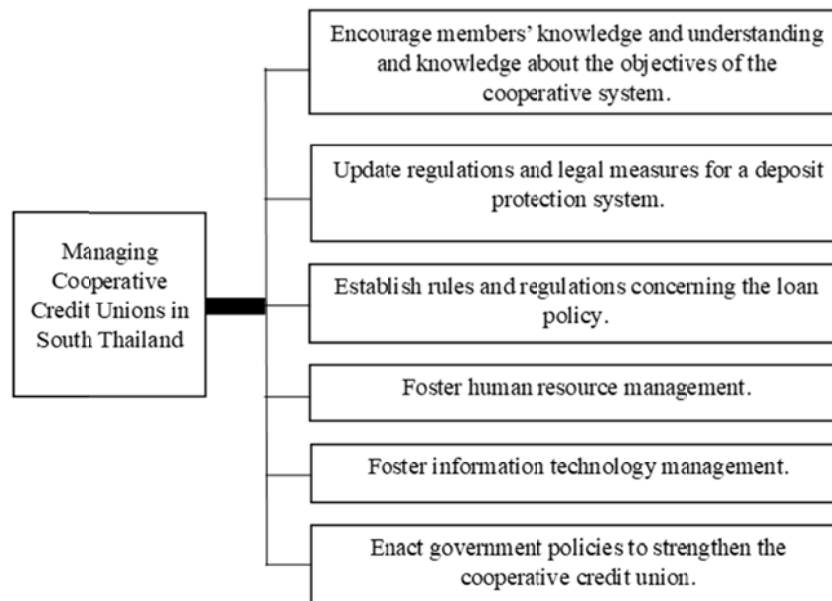 Managing
Cooperative
Credit Unions in
South Thailand
Encourage members' knowledge and understanding
and knowledge about the objectives of the
cooperative system.
Update regulations and legal measures for a deposit
protection system.
Establish rules and regulations concerning the loan
policy.
Foster human resource management.
Foster information technology management.
Enact government policies to strengthen the
cooperative credit union.